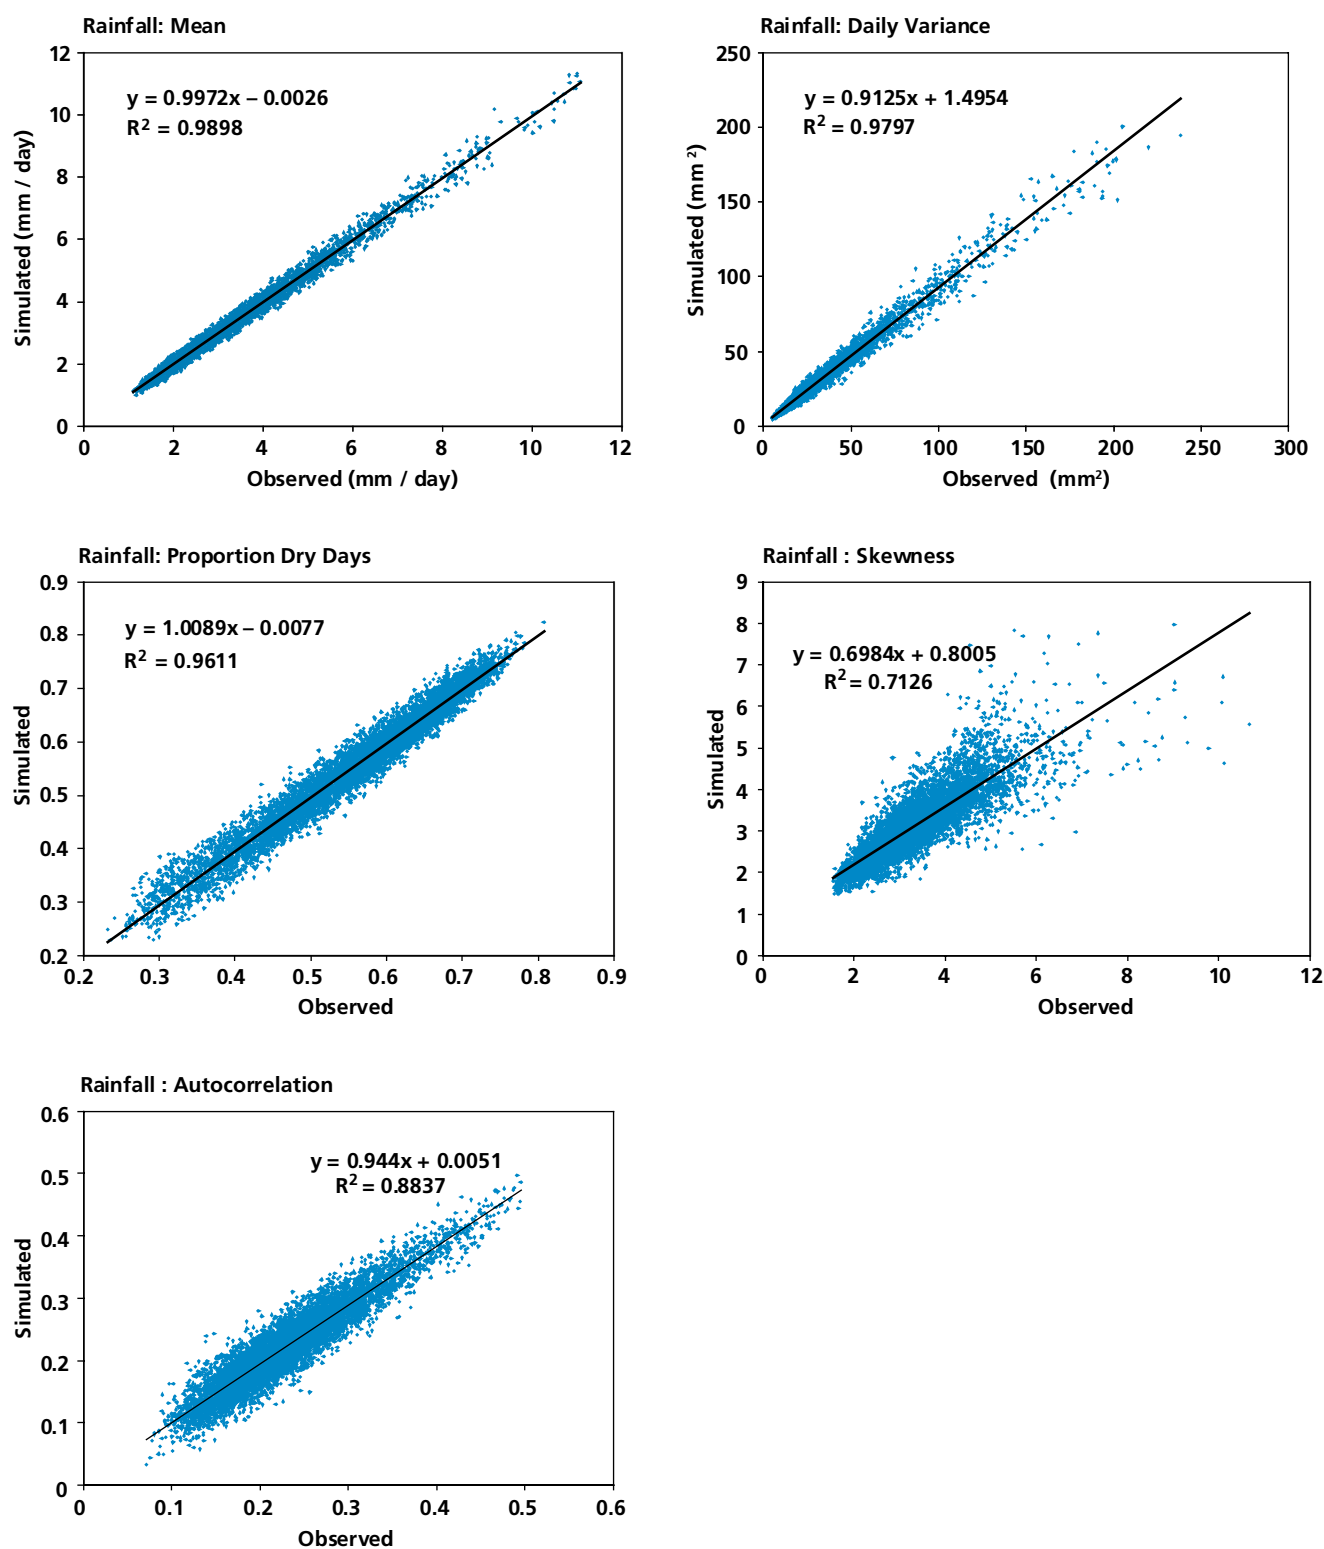 Rainfall: Mean
12
10
8
6
4
2
0
0 2 4 6 8 10 12
y = 0.9972x – 0.0026
R² = 0.9898
Simulated (mm / day)
Observed (mm / day)
Rainfall: Daily Variance
250
200
150
100
50
0
0 50 100 150 200 250 300
y = 0.9125x + 1.4954
R² = 0.9797
Simulated (mm ²)
Observed (mm²)
Rainfall: Proportion Dry Days
0.9
0.8
0.7
0.6
0.5
0.4
0.3
0.2
0.2 0.3 0.4 0.5 0.6 0.7 0.8 0.9
y = 1.0089x – 0.0077
R² = 0.9611
Simulated
Observed
Rainfall : Skewness
9
8
7
6
5
4
3
2
1
0
0 2 4 6 8 10 12
y = 0.6984x + 0.8005
R² = 0.7126
Simulated
Observed
Rainfall : Autocorrelation
0.6
0.5
0.4
0.3
0.2
0.1
0
0 0.1 0.2 0.3 0.4 0.5 0.6
y = 0.944x + 0.0051
R² = 0.8837
Simulated
Observed